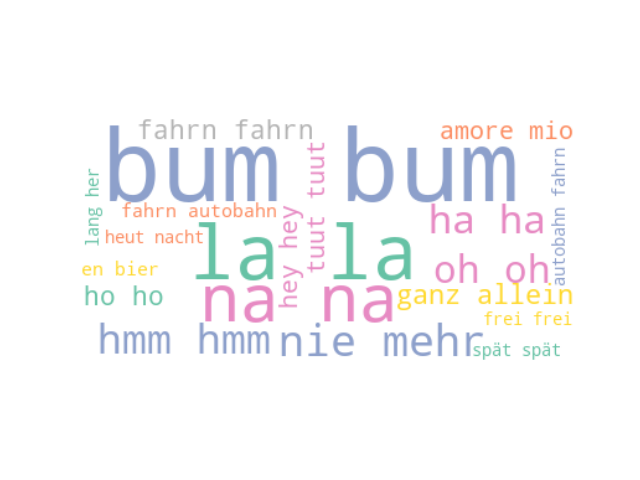 fahrn fahrn
amore mio
bum bum
tuut tuut
autobahn fahrn
lang her
fahrn autobahn
hey hey
ha ha
heut nacht
la la
en bier
oh oh
ho ho
na na
ganz allein
frei frei
hmm hmm
nie mehr
spät spät